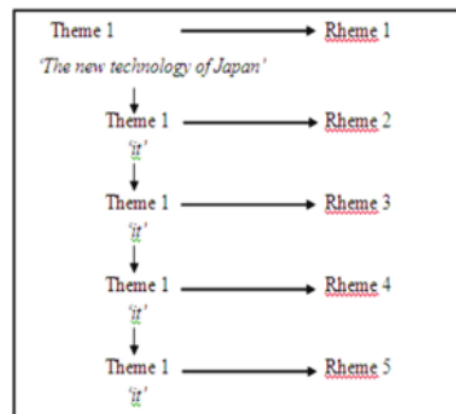 Theme 1 Rheme 1
'The new technology of Japan'
Theme 1 Rheme 2
'it'
Theme 1 Rheme 3
'it'
Theme 1 Rheme 4
'it'
Theme 1 Rheme 5
'it'